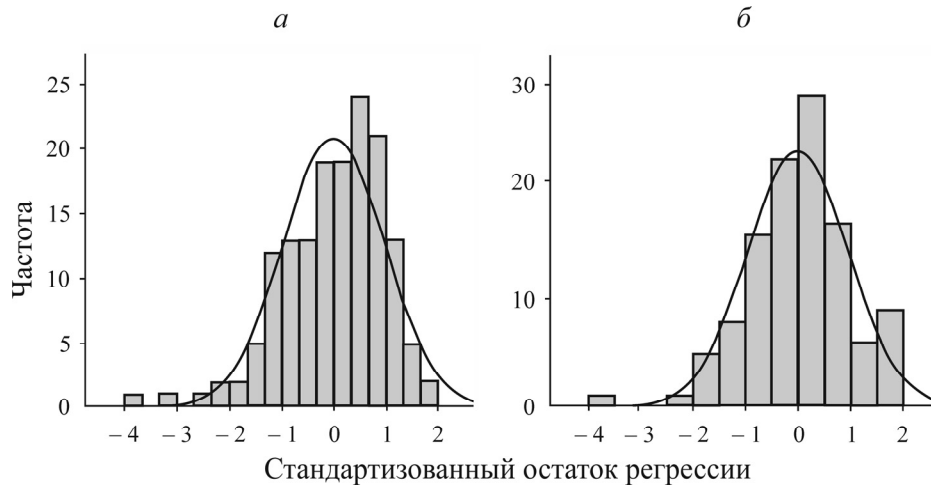 а б
Частота
25
20
15
10
5
0
30
20
10
0
– 4 – 3 – 2 – 1 0 1 2
– 4 – 3 – 2 – 1 0 1 2
Стандартизованный остаток регрессии